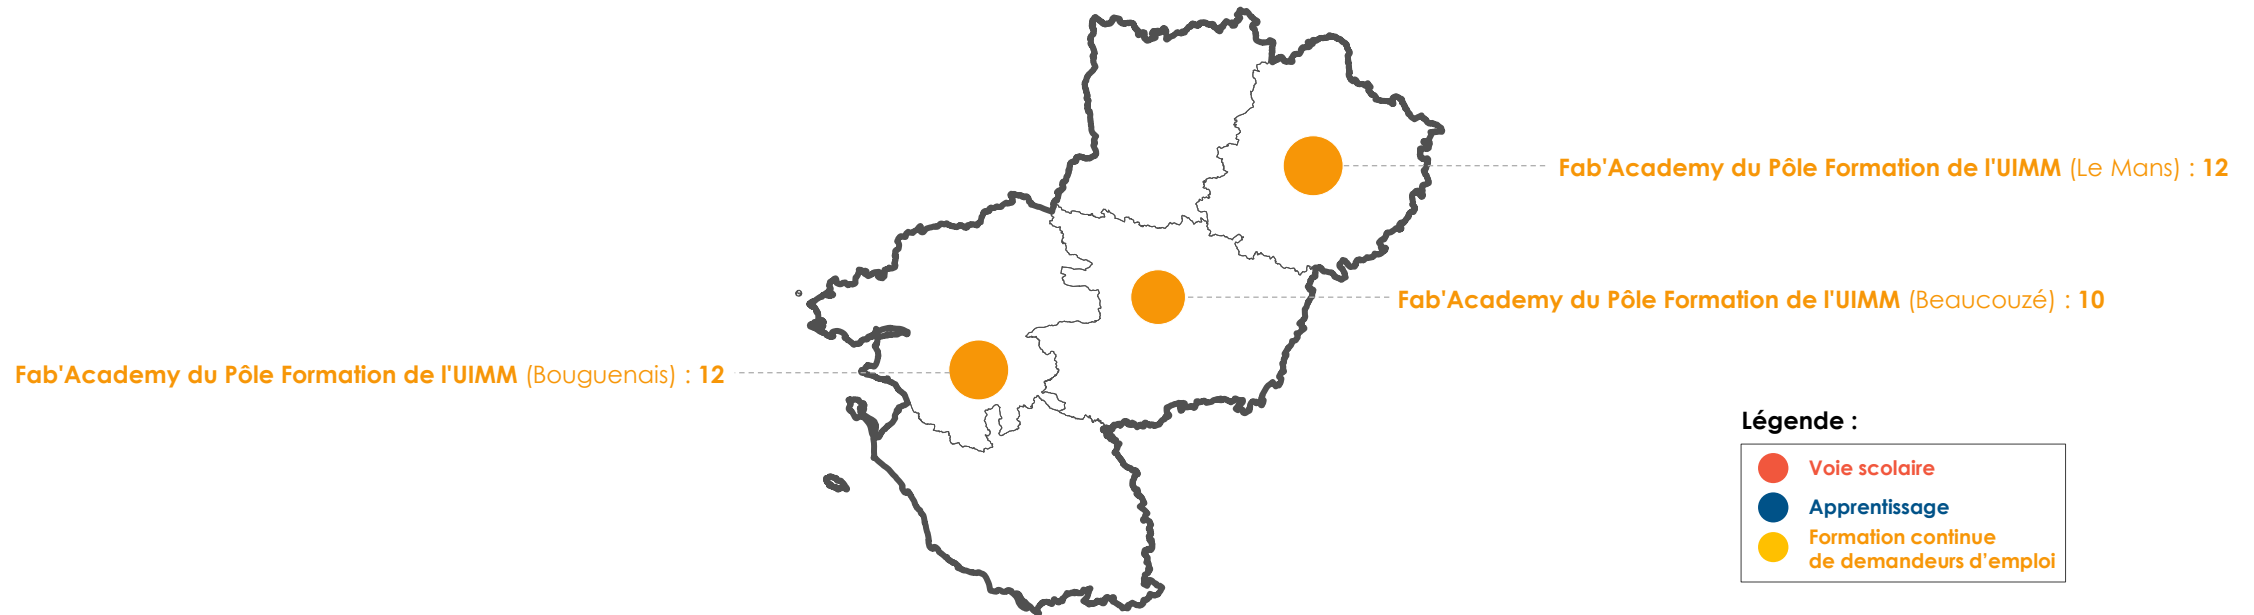 Fab'Academy du Pôle Formation de l'UIMM (Le Mans) : 12
Fab'Academy du Pôle Formation de l'UIMM (Beaucouzé) : 10
Fab'Academy du Pôle Formation de l'UIMM (Bouguenais) : 12
Légende :
Voie scolaire
Apprentissage
Formation continue
de demandeurs d'emploi